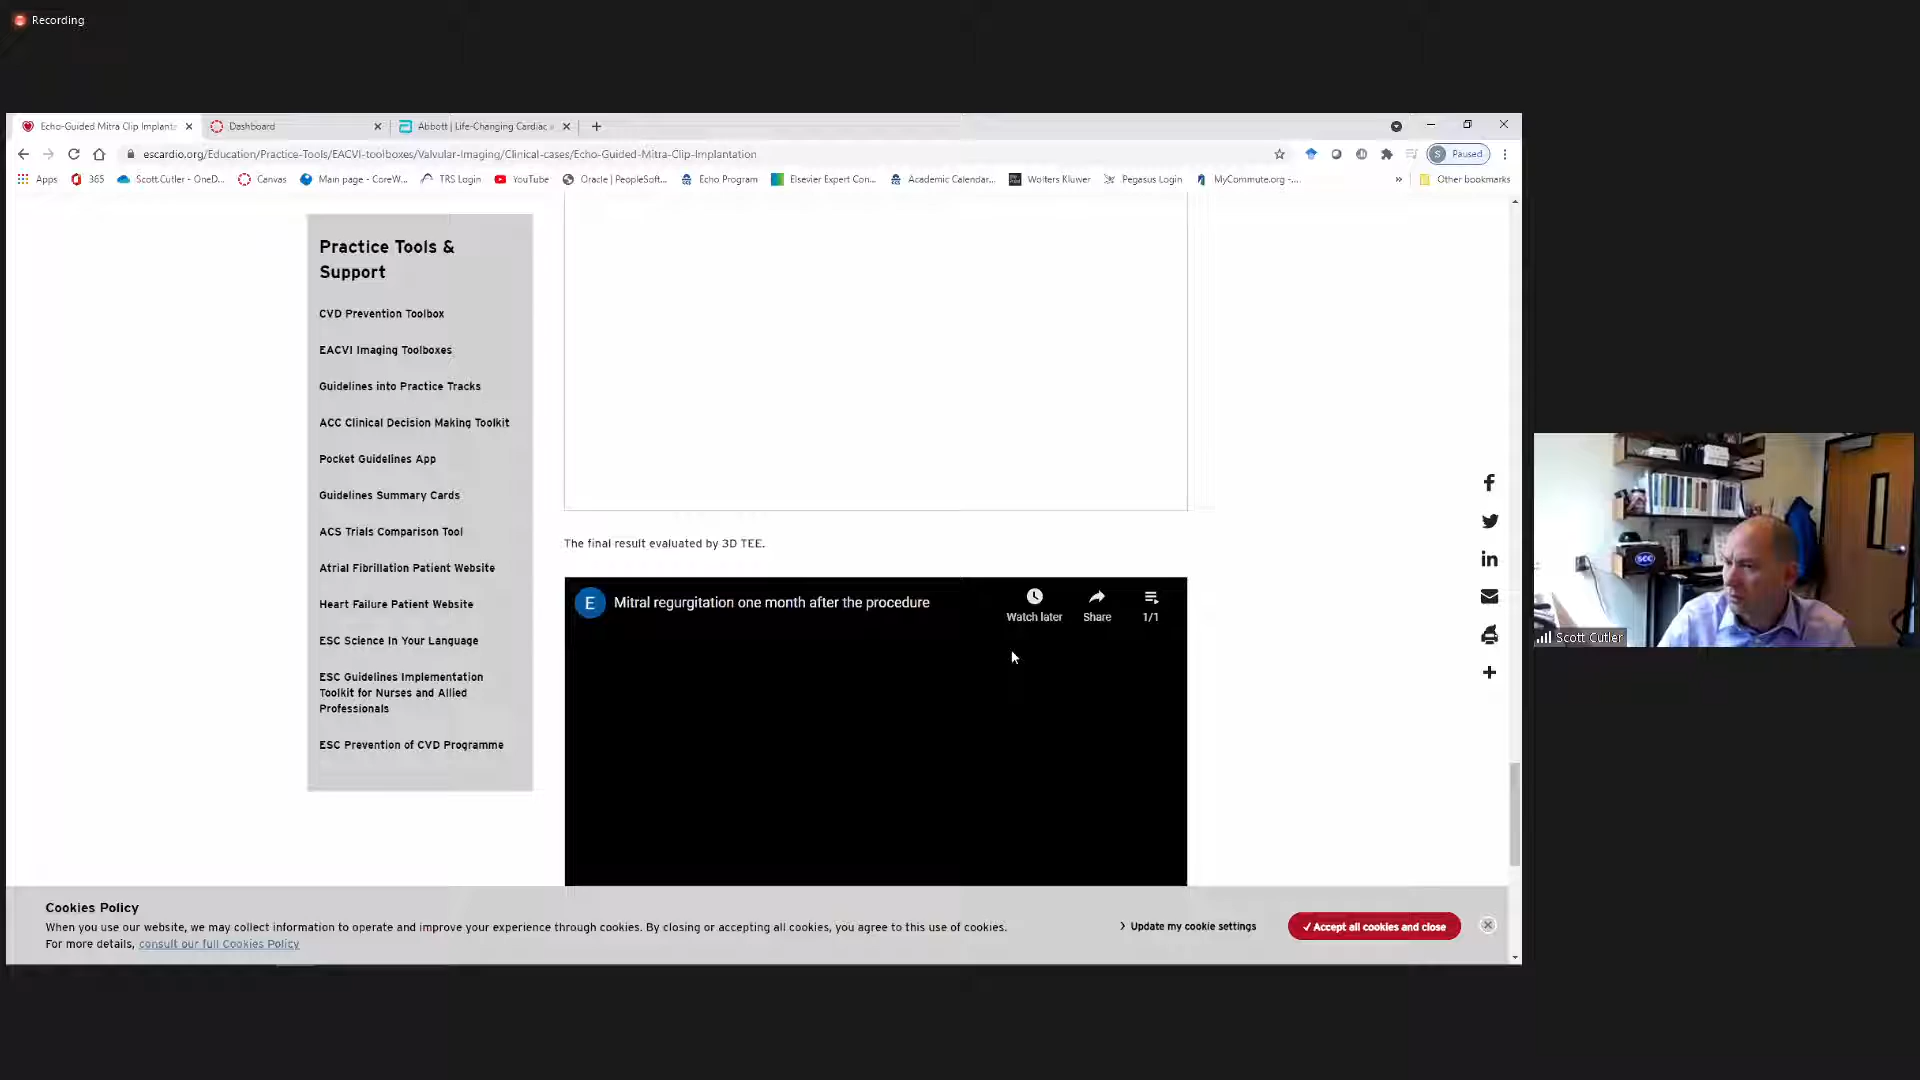 Recording
Echo-Guided Mitra Clip Implanta
Dashboard
Abbott | Life-Changing Cardiac
escardio.org/Education/Practice-Tools/EACVI-toolboxes/Valvular-Imaging/Clinical-cases/Echo-Guided-Mitra-Clip-Implantation
S Paused
Apps
365
Scott.Cutler - OneD...
Canvas
Main page - CoreW...
TRS Login
YouTube
Oracle | PeopleSoft...
Echo Program
Elsevier Expert Con...
Academic Calendar...
Wolters Kluwer
Pegasus Login
MyCommute.org -...
»
Other bookmarks
Practice Tools &
Support
CVD Prevention Toolbox
EACVI Imaging Toolboxes
Guidelines into Practice Tracks
ACC Clinical Decision Making Toolkit
Pocket Guidelines App
Guidelines Summary Cards
ACS Trials Comparison Tool
Atrial Fibrillation Patient Website
Heart Failure Patient Website
ESC Science In Your Language
ESC Guidelines Implementation
Toolkit for Nurses and Allied
Professionals
ESC Prevention of CVD Programme
The final result evaluated by 3D TEE.
E Mitral regurgitation one month after the procedure
Watch later
Share
1/1
SCC
Scott Cutler
Cookies Policy
When you use our website, we may collect information to operate and improve your experience through cookies. By closing or accepting all cookies, you agree to this use of cookies.
For more details, consult our full Cookies Policy
> Update my cookie settings
✓ Accept all cookies and close